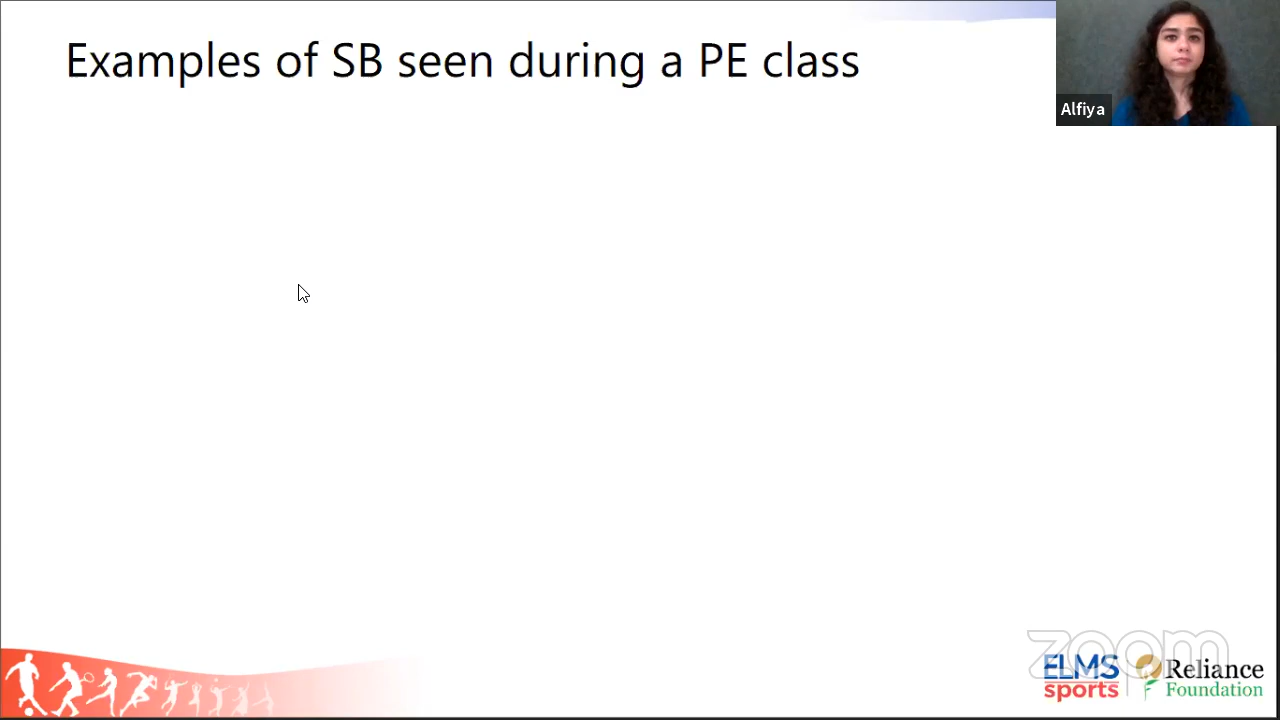 Examples of SB seen during a PE class
Alfiya
zoom
ELMS
sports
Reliance
Foundation